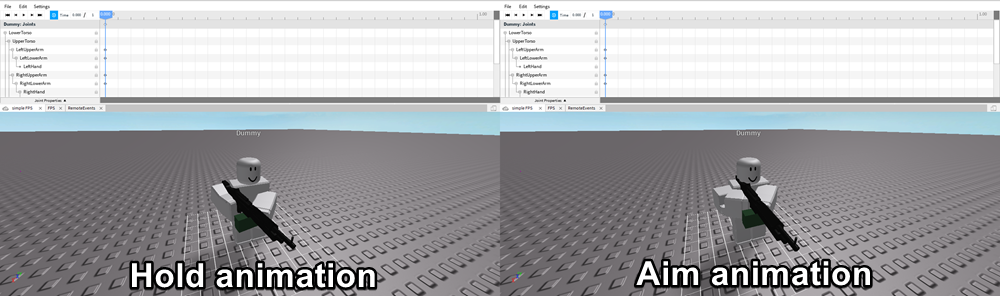 File Edit Settings
Time 0.000 / 1
0.000
1.00
Dummy: Joints
LowerTorso
UpperTorso
LeftUpperArm
LeftLowerArm
LeftHand
RightUpperArm
RightLowerArm
RightHand
Joint Properties
simple FPS
FPS
RemoteEvents
Dummy
Hold animation
File Edit Settings
Time 0.000 / 1
0.000
1.00
Dummy: Joints
LowerTorso
UpperTorso
LeftUpperArm
LeftLowerArm
LeftHand
RightUpperArm
RightLowerArm
RightHand
Joint Properties
simple FPS
FPS
RemoteEvents
Dummy
Aim animation